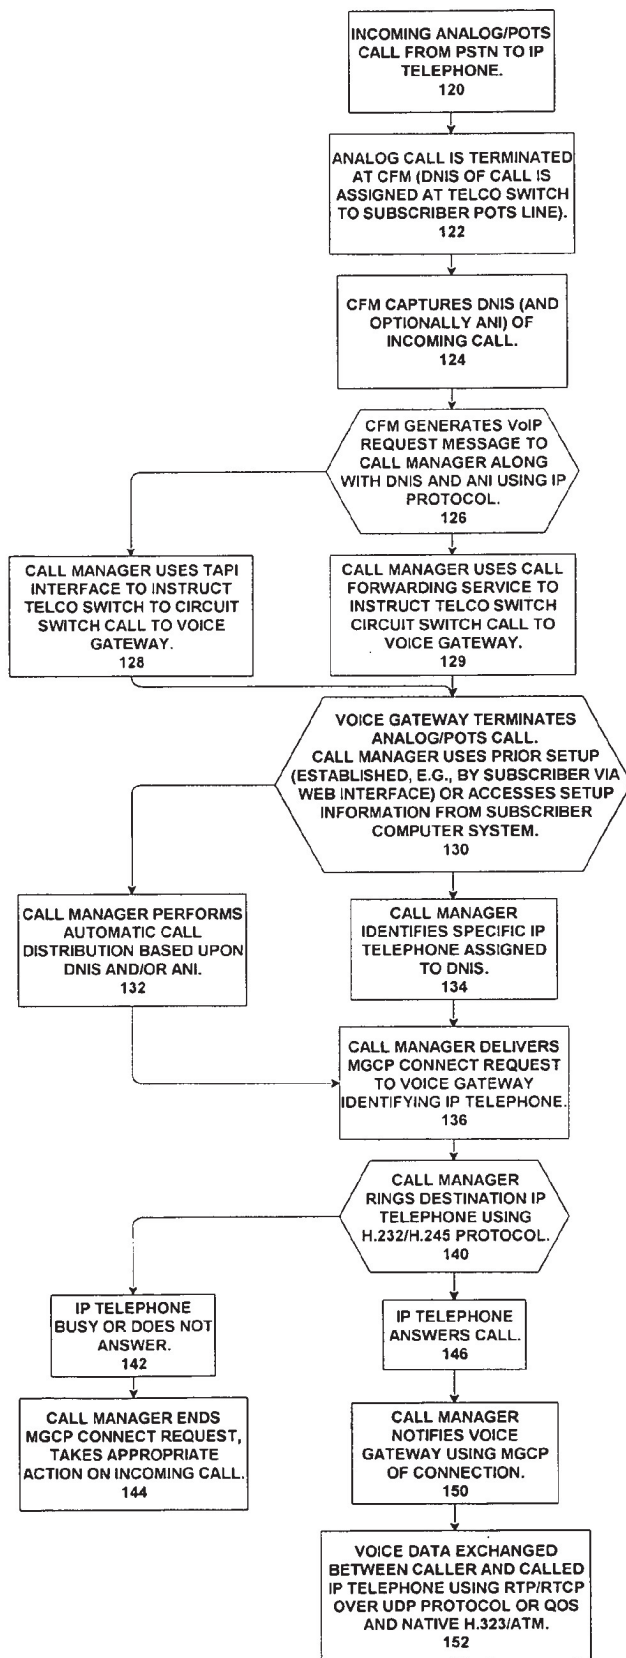 INCOMING ANALOG/POTS
CALL FROM PSTN TO IP
TELEPHONE.
120
ANALOG CALL IS TERMINATED
AT CFM (DNIS OF CALL IS
ASSIGNED AT TELCO SWITCH
TO SUBSCRIBER POTS LINE).
122
CFM CAPTURES DNIS (AND
OPTIONALLY ANI) OF
INCOMING CALL.
124
CFM GENERATES VoIP
REQUEST MESSAGE TO
CALL MANAGER ALONG
WITH DNIS AND ANI USING IP
PROTOCOL.
126
CALL MANAGER USES TAPI
INTERFACE TO INSTRUCT
TELCO SWITCH TO CIRCUIT
SWITCH CALL TO VOICE
GATEWAY.
128
CALL MANAGER USES CALL
FORWARDING SERVICE TO
INSTRUCT TELCO SWITCH
CIRCUIT SWITCH CALL TO
VOICE GATEWAY.
129
VOICE GATEWAY TERMINATES
ANALOG/POTS CALL.
CALL MANAGER USES PRIOR SETUP
(ESTABLISHED, E.G., BY SUBSCRIBER VIA
WEB INTERFACE) OR ACCESSES SETUP
INFORMATION FROM SUBSCRIBER
COMPUTER SYSTEM.
130
CALL MANAGER PERFORMS
AUTOMATIC CALL
DISTRIBUTION BASED UPON
DNIS AND/OR ANI.
132
CALL MANAGER
IDENTIFIES SPECIFIC IP
TELEPHONE ASSIGNED
TO DNIS.
134
CALL MANAGER DELIVERS
MGCP CONNECT REQUEST
TO VOICE GATEWAY
IDENTIFYING IP TELEPHONE.
136
CALL MANAGER
RINGS DESTINATION IP
TELEPHONE USING
H.232/H.245 PROTOCOL.
140
IP TELEPHONE
BUSY OR DOES NOT
ANSWER.
142
IP TELEPHONE
ANSWERS CALL.
146
CALL MANAGER ENDS
MGCP CONNECT REQUEST,
TAKES APPROPRIATE
ACTION ON INCOMING CALL.
144
CALL MANAGER
NOTIFIES VOICE
GATEWAY USING MGCP
OF CONNECTION.
150
VOICE DATA EXCHANGED
BETWEEN CALLER AND CALLED
IP TELEPHONE USING RTP/RTCP
OVER UDP PROTOCOL OR QOS
AND NATIVE H.323/ATM.
152